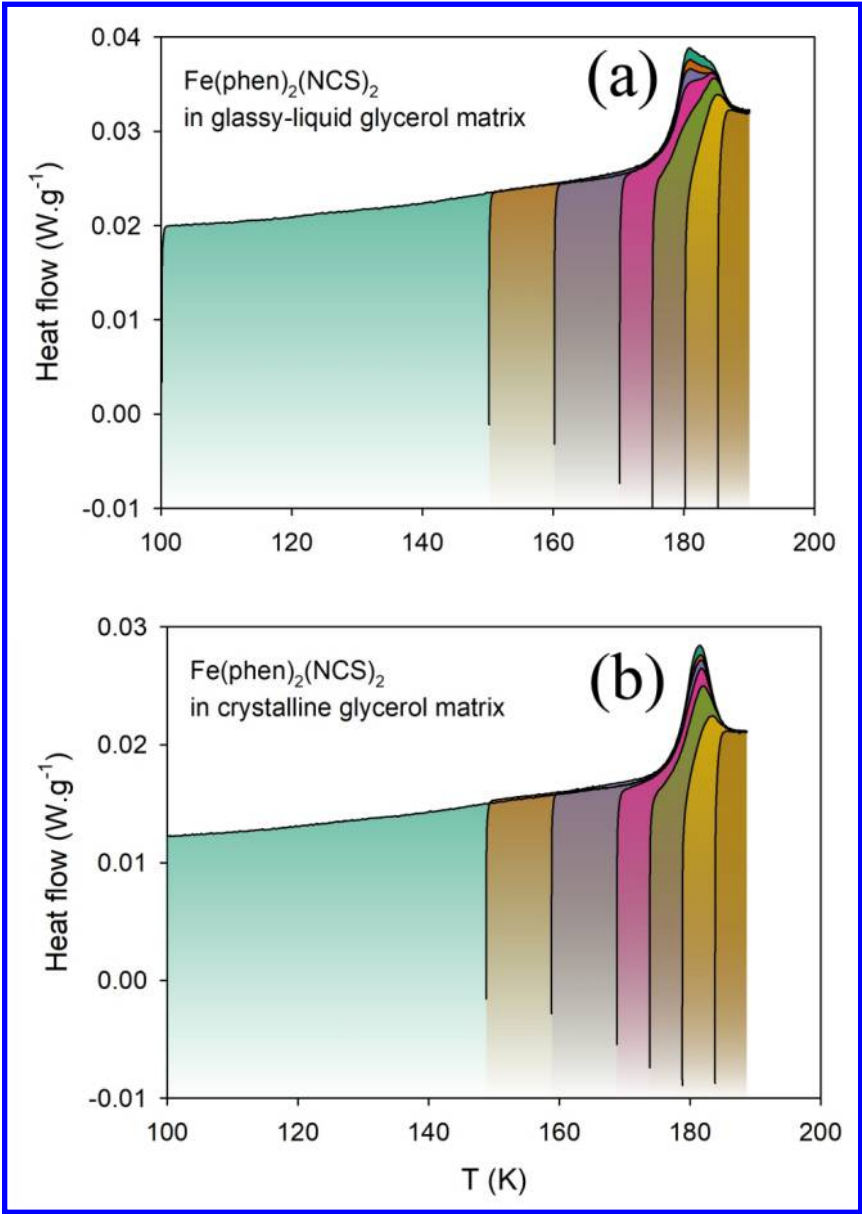 (a)
Fe(phen)₂(NCS)₂
in glassy-liquid glycerol matrix
Heat flow (W.g⁻¹)
0.04
0.03
0.02
0.01
0.00
-0.01
100 120 140 160 180 200
(b)
Fe(phen)₂(NCS)₂
in crystalline glycerol matrix
Heat flow (W.g⁻¹)
0.03
0.02
0.01
0.00
-0.01
100 120 140 160 180 200
T (K)